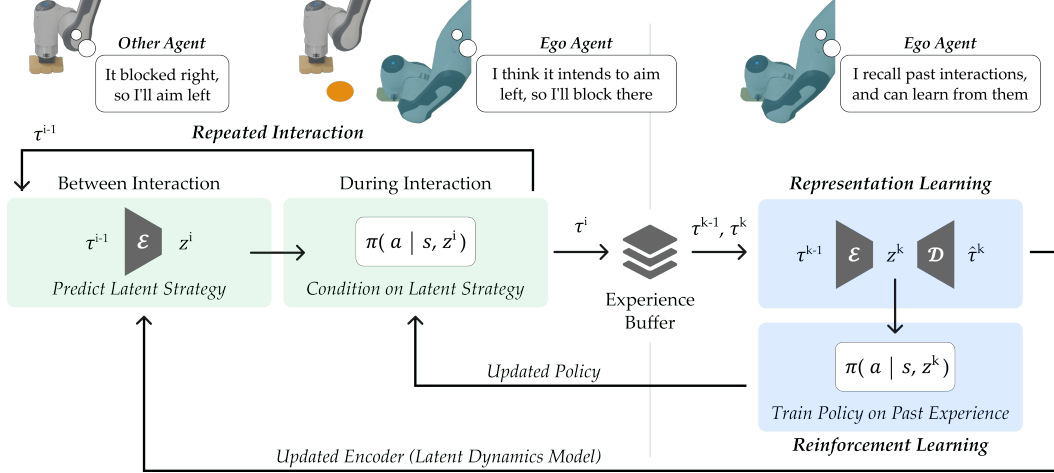 Other Agent
It blocked right,
so I'll aim left
Ego Agent
I think it intends to aim
left, so I'll block there
Ego Agent
I recall past interactions,
and can learn from them
τ^{i-1}
Repeated Interaction
Between Interaction
During Interaction
Representation Learning
τ^{i-1} ℰ z^i
π( a | s, z^i )
τ^i
τ^{k-1}, τ^k
τ^{k-1} ℰ z^k 𝒟 τ̂^k
Predict Latent Strategy
Condition on Latent Strategy
Experience
Buffer
π( a | s, z^k )
Updated Policy
Train Policy on Past Experience
Reinforcement Learning
Updated Encoder (Latent Dynamics Model)